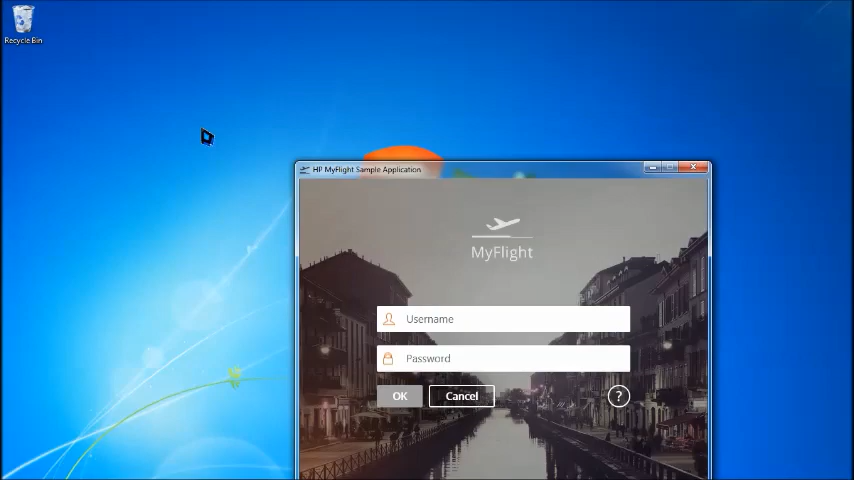 Recycle Bin
HP MyFlight Sample Application
MyFlight
Username
Password
OK
Cancel
?